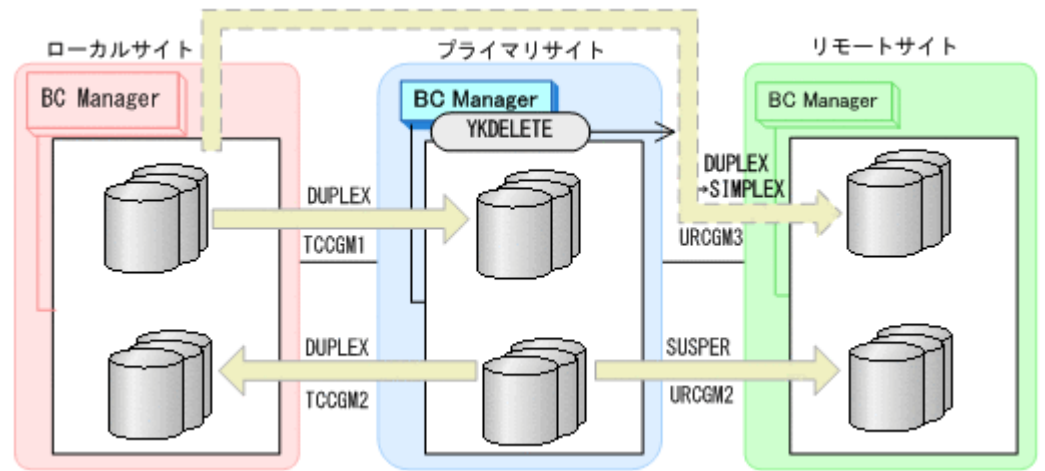 ローカルサイト
プライマリサイト
リモートサイト
BC Manager
BC Manager
BC Manager
YKDELETE
DUPLEX
→SIMPLEX
DUPLEX
TCCGM1
URCGM3
DUPLEX
TCCGM2
SUSPER
URCGM2